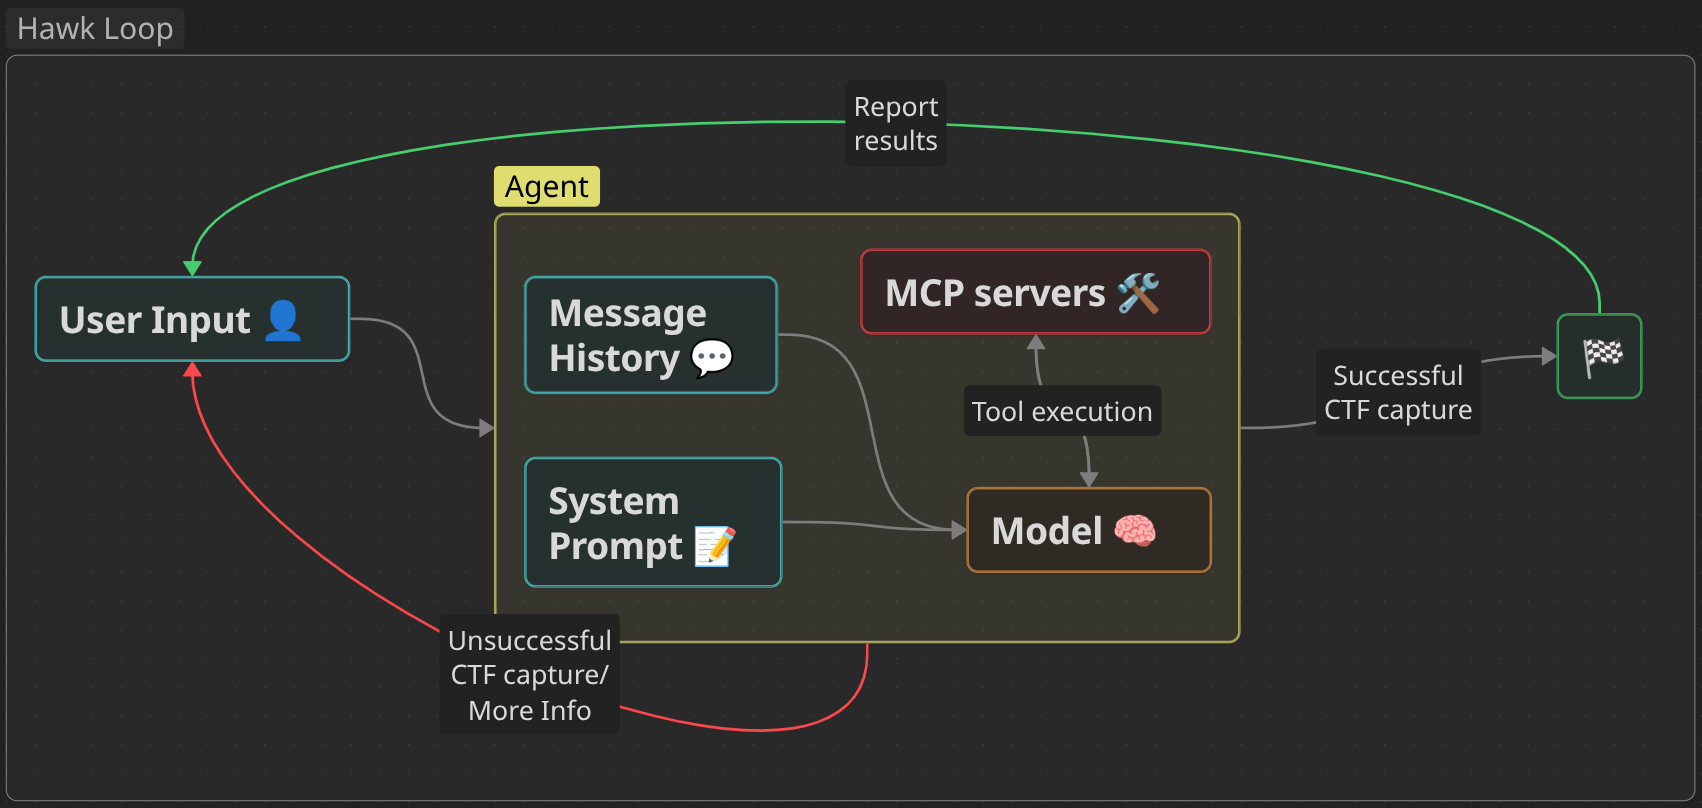 Hawk Loop
Report
results
Agent
User Input
Message
History
MCP servers
Tool execution
Successful
CTF capture
System
Prompt
Model
Unsuccessful
CTF capture/
More Info